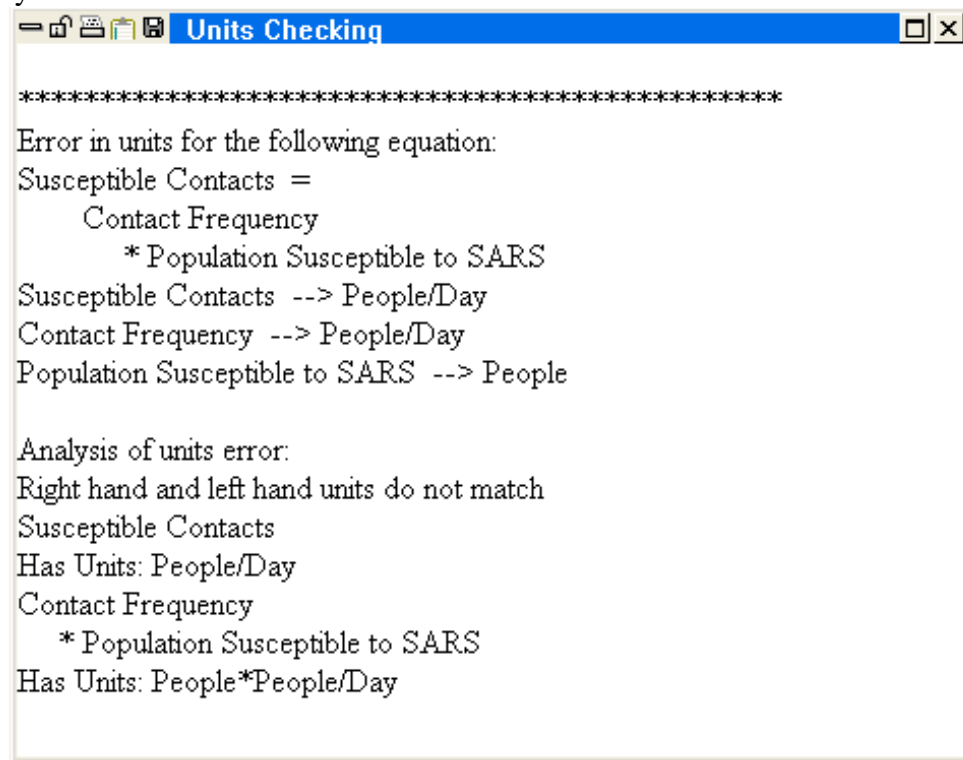 Units Checking
***********************************************
Error in units for the following equation:
Susceptible Contacts =
Contact Frequency
* Population Susceptible to SARS
Susceptible Contacts --> People/Day
Contact Frequency --> People/Day
Population Susceptible to SARS --> People
Analysis of units error:
Right hand and left hand units do not match
Susceptible Contacts
Has Units: People/Day
Contact Frequency
* Population Susceptible to SARS
Has Units: People*People/Day